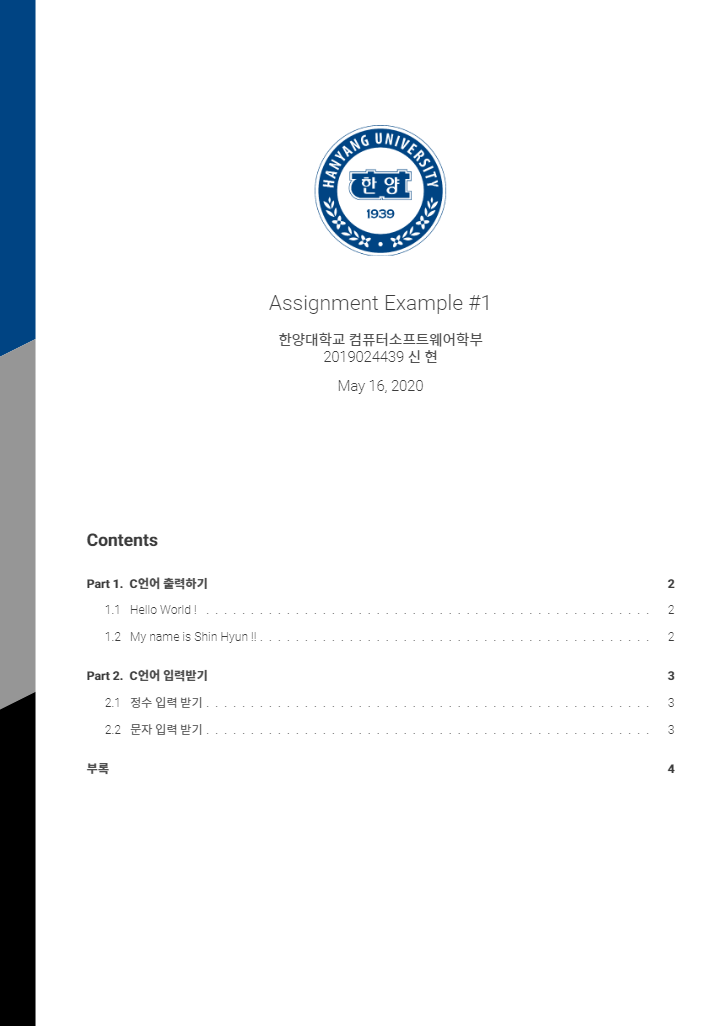 HANYANG UNIVERSITY
한양
1939
Assignment Example #1
한양대학교 컴퓨터소프트웨어학부
2019024439 신 현
May 16, 2020
Contents
Part 1. C언어 출력하기 2
1.1 Hello World ! . . . . . . . . . . . . . . . . . . . . . . . . . . . . . . . . . . . . . . . . . . . . . . . . . 2
1.2 My name is Shin Hyun !! . . . . . . . . . . . . . . . . . . . . . . . . . . . . . . . . . . . . . . . . . . . 2
Part 2. C언어 입력받기 3
2.1 정수 입력 받기 . . . . . . . . . . . . . . . . . . . . . . . . . . . . . . . . . . . . . . . . . . . . . . . . . 3
2.2 문자 입력 받기 . . . . . . . . . . . . . . . . . . . . . . . . . . . . . . . . . . . . . . . . . . . . . . . . . 3
부록 4